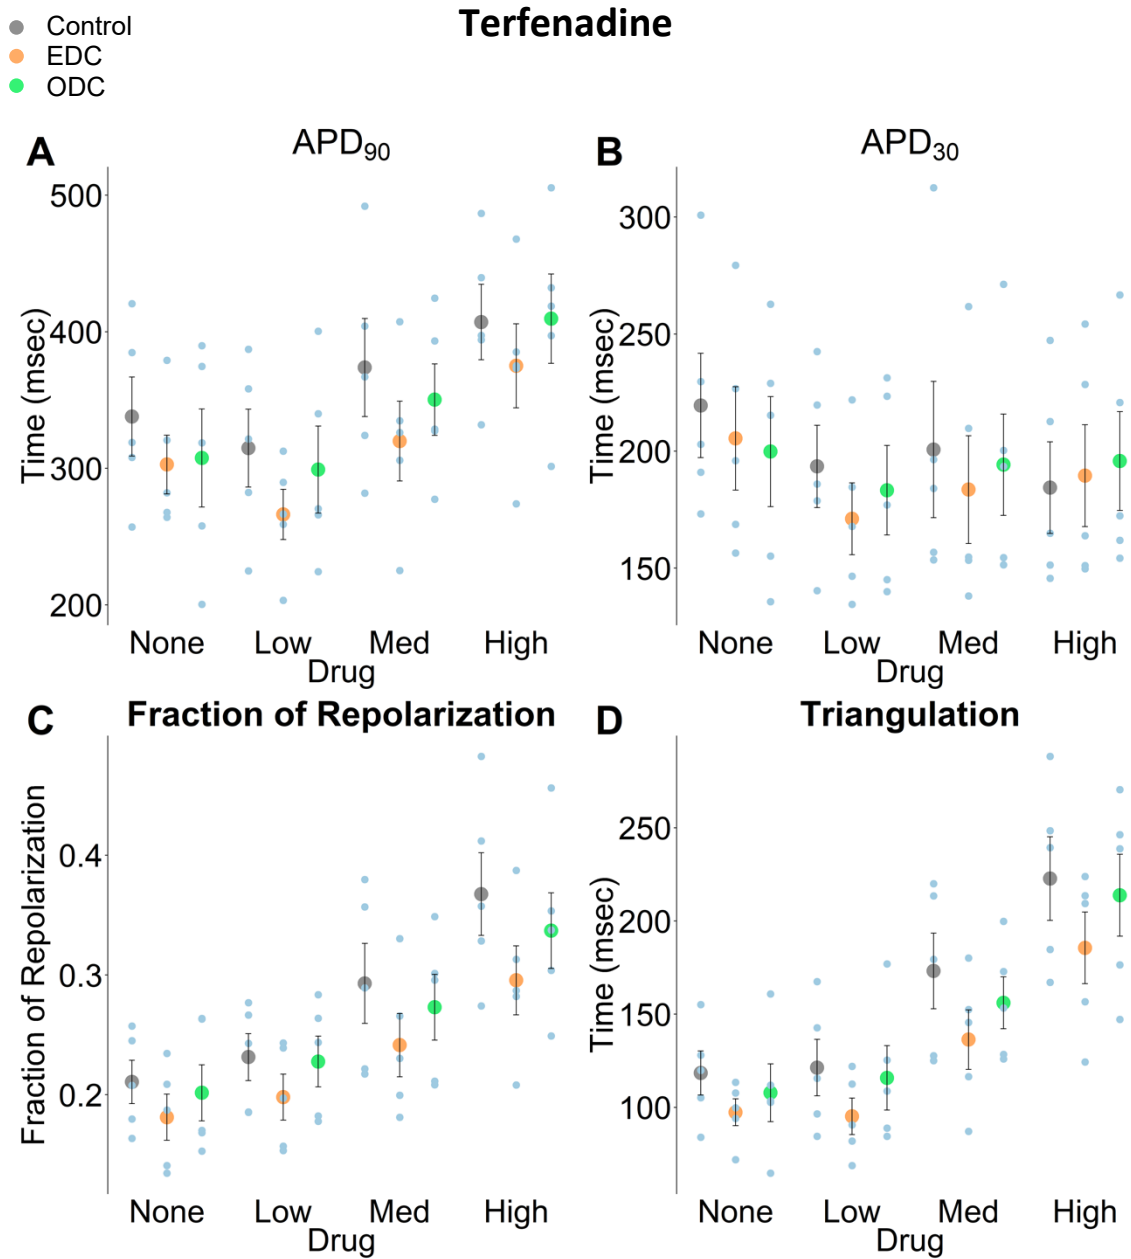 Terfenadine
Control
EDC
ODC
A
APD90
Time (msec)
500
400
300
200
None Low Med High
Drug
B
APD30
Time (msec)
300
250
200
150
None Low Med High
Drug
C
Fraction of Repolarization
Fraction of Repolarization
0.4
0.3
0.2
None Low Med High
Drug
D
Triangulation
Time (msec)
250
200
150
100
None Low Med High
Drug